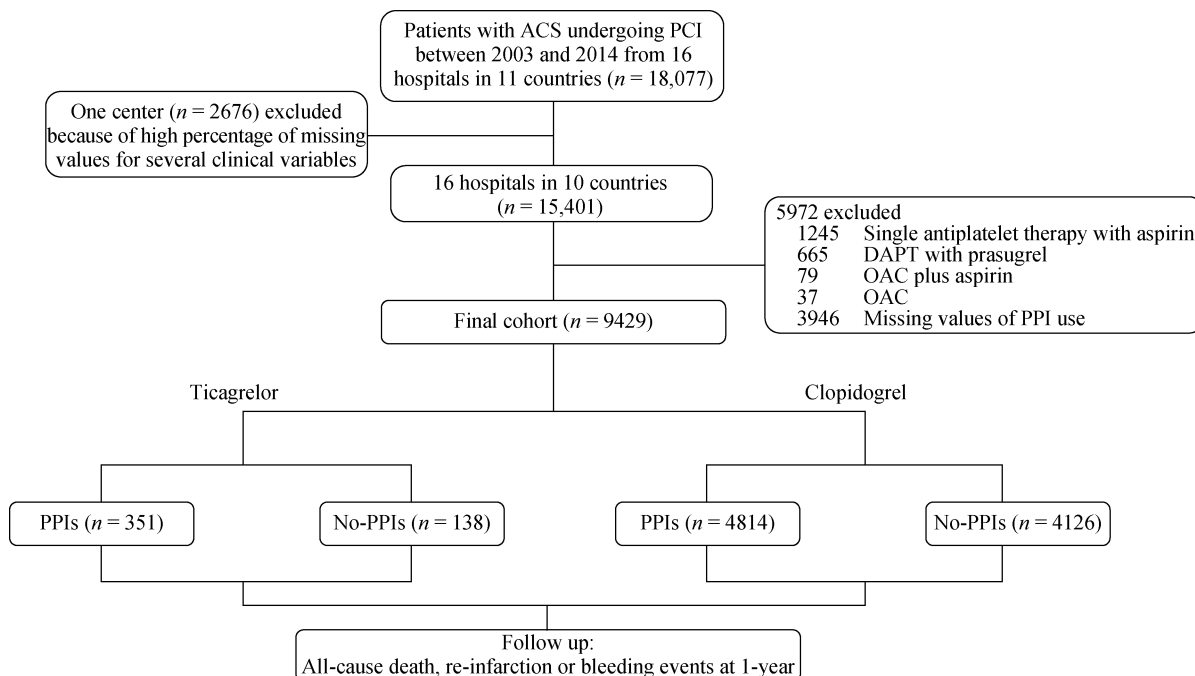 Patients with ACS undergoing PCI
between 2003 and 2014 from 16
hospitals in 11 countries (n = 18,077)
One center (n = 2676) excluded
because of high percentage of missing
values for several clinical variables
16 hospitals in 10 countries
(n = 15,401)
5972 excluded
1245 Single antiplatelet therapy with aspirin
665 DAPT with prasugrel
79 OAC plus aspirin
37 OAC
3946 Missing values of PPI use
Final cohort (n = 9429)
Ticagrelor
Clopidogrel
PPIs (n = 351)
No-PPIs (n = 138)
PPIs (n = 4814)
No-PPIs (n = 4126)
Follow up:
All-cause death, re-infarction or bleeding events at 1-year